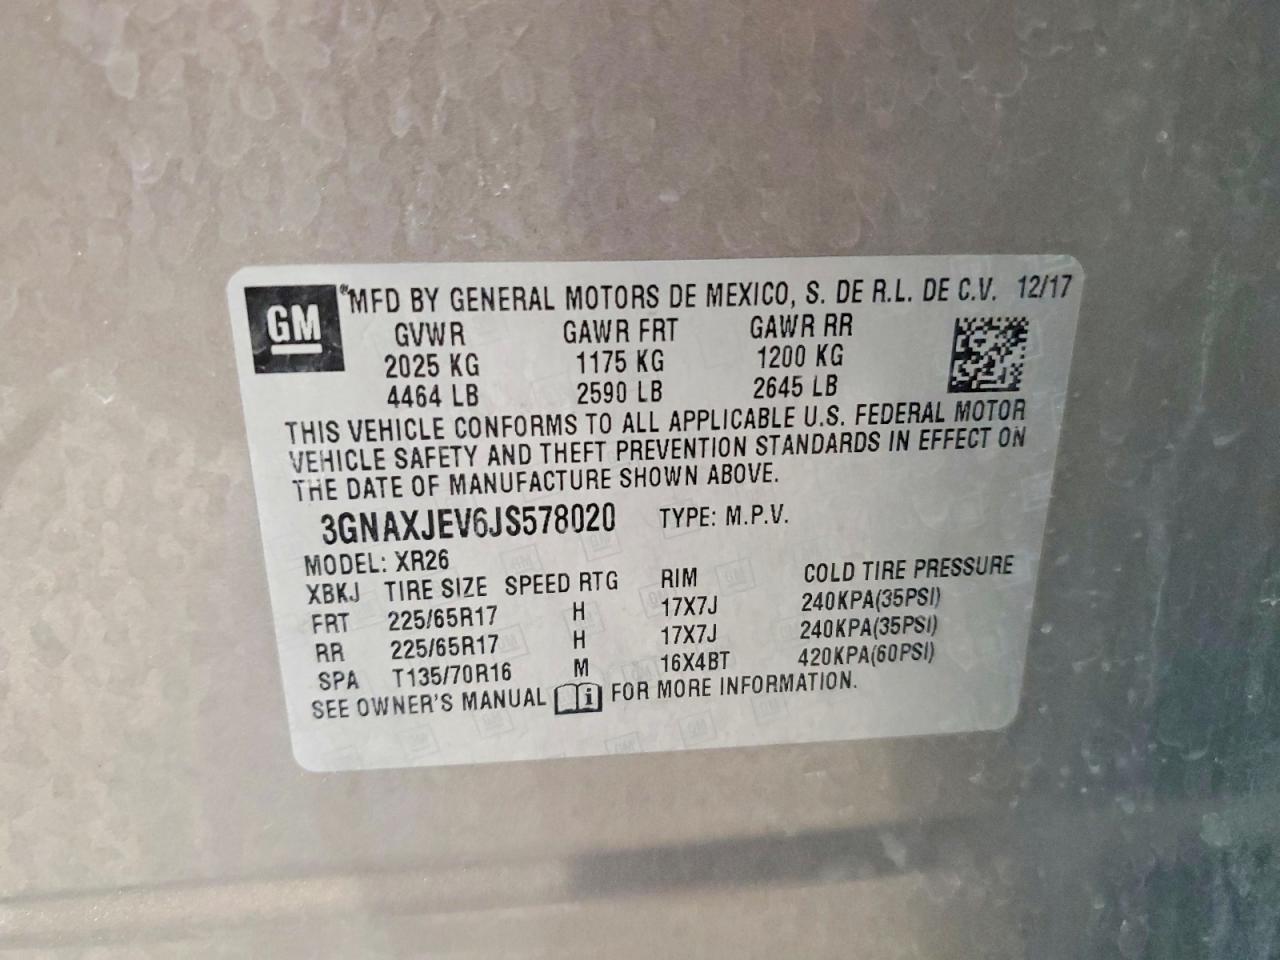 GM
®MFD BY GENERAL MOTORS DE MEXICO, S. DE R.L. DE C.V. 12/17
GVWR GAWR FRT GAWR RR
2025 KG 1175 KG 1200 KG
4464 LB 2590 LB 2645 LB
THIS VEHICLE CONFORMS TO ALL APPLICABLE U.S. FEDERAL MOTOR
VEHICLE SAFETY AND THEFT PREVENTION STANDARDS IN EFFECT ON
THE DATE OF MANUFACTURE SHOWN ABOVE.
3GNAXJEV6JS578020 TYPE: M.P.V.
MODEL: XR26
XBKJ TIRE SIZE SPEED RTG RIM COLD TIRE PRESSURE
FRT 225/65R17 H 17X7J 240KPA(35PSI)
RR 225/65R17 H 17X7J 240KPA(35PSI)
SPA T135/70R16 M 16X4BT 420KPA(60PSI)
SEE OWNER'S MANUAL i FOR MORE INFORMATION.